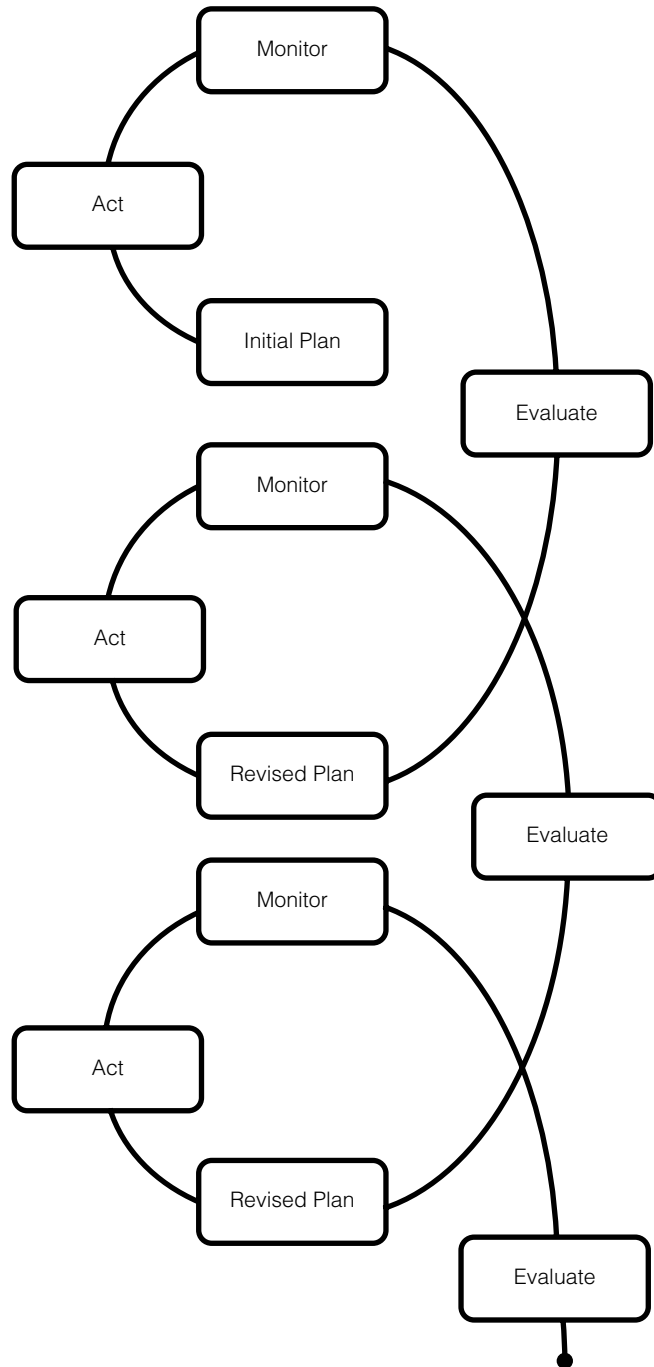 Monitor
Act
Initial Plan
Evaluate
Monitor
Act
Revised Plan
Evaluate
Monitor
Act
Revised Plan
Evaluate